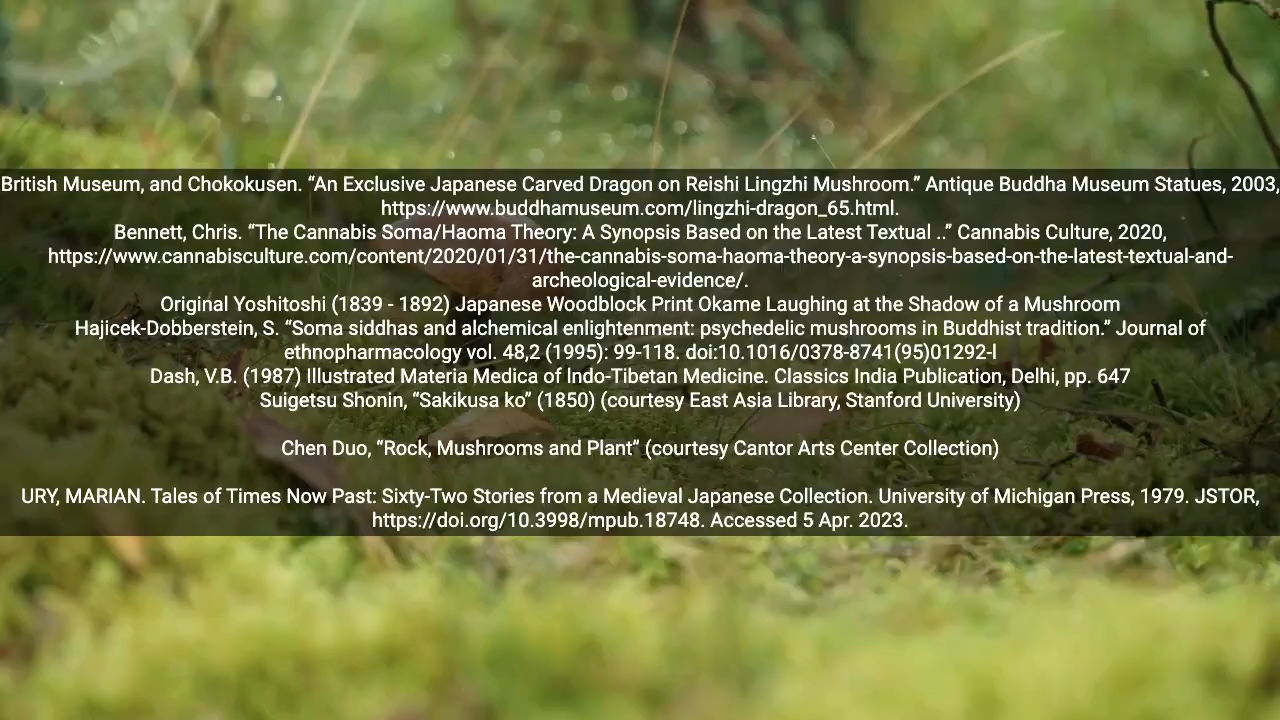 British Museum, and Chokokusen. “An Exclusive Japanese Carved Dragon on Reishi Lingzhi Mushroom.” Antique Buddha Museum Statues, 2003,
https://www.buddhamuseum.com/lingzhi-dragon_65.html.
Bennett, Chris. “The Cannabis Soma/Haoma Theory: A Synopsis Based on the Latest Textual ..” Cannabis Culture, 2020,
https://www.cannabisculture.com/content/2020/01/31/the-cannabis-soma-haoma-theory-a-synopsis-based-on-the-latest-textual-and-
archeological-evidence/.
Original Yoshitoshi (1839 - 1892) Japanese Woodblock Print Okame Laughing at the Shadow of a Mushroom
Hajicek-Dobberstein, S. “Soma siddhas and alchemical enlightenment: psychedelic mushrooms in Buddhist tradition.” Journal of
ethnopharmacology vol. 48,2 (1995): 99-118. doi:10.1016/0378-8741(95)01292-l
Dash, V.B. (1987) Illustrated Materia Medica of Indo-Tibetan Medicine. Classics India Publication, Delhi, pp. 647
Suigetsu Shonin, “Sakikusa ko” (1850) (courtesy East Asia Library, Stanford University)
Chen Duo, “Rock, Mushrooms and Plant” (courtesy Cantor Arts Center Collection)
URY, MARIAN. Tales of Times Now Past: Sixty-Two Stories from a Medieval Japanese Collection. University of Michigan Press, 1979. JSTOR,
https://doi.org/10.3998/mpub.18748. Accessed 5 Apr. 2023.